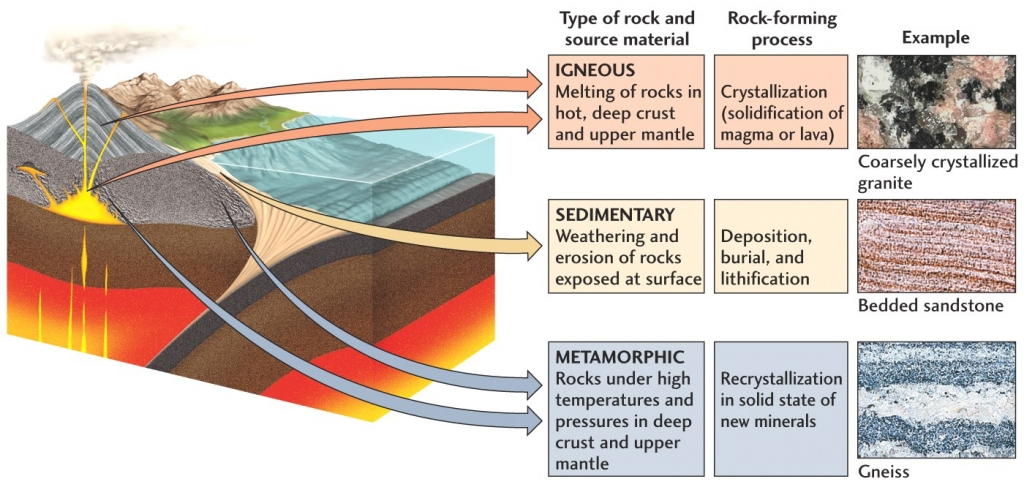 Type of rock and
source material
Rock-forming
process
Example
IGNEOUS
Melting of rocks in
hot, deep crust
and upper mantle
Crystallization
(solidification of
magma or lava)
Coarsely crystallized
granite
SEDIMENTARY
Weathering and
erosion of rocks
exposed at surface
Deposition,
burial, and
lithification
Bedded sandstone
METAMORPHIC
Rocks under high
temperatures and
pressures in deep
crust and upper
mantle
Recrystallization
in solid state of
new minerals
Gneiss